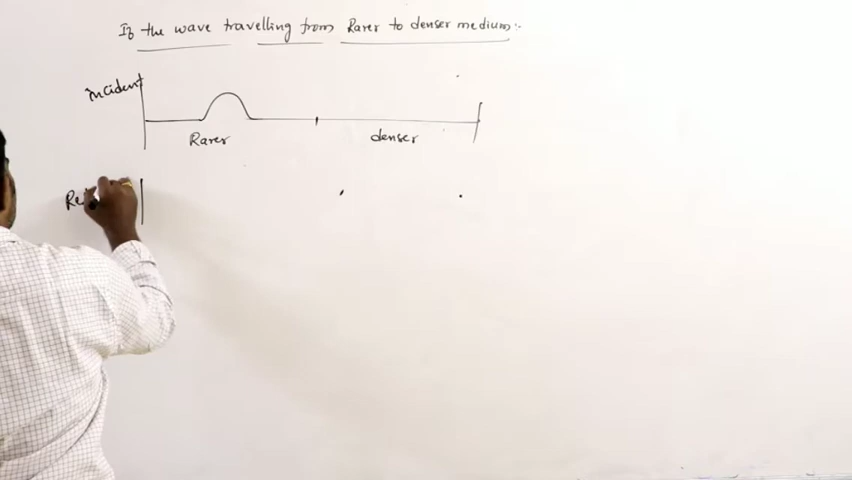 If the wave travelling from Rarer to denser medium:-
incident
Rarer
denser